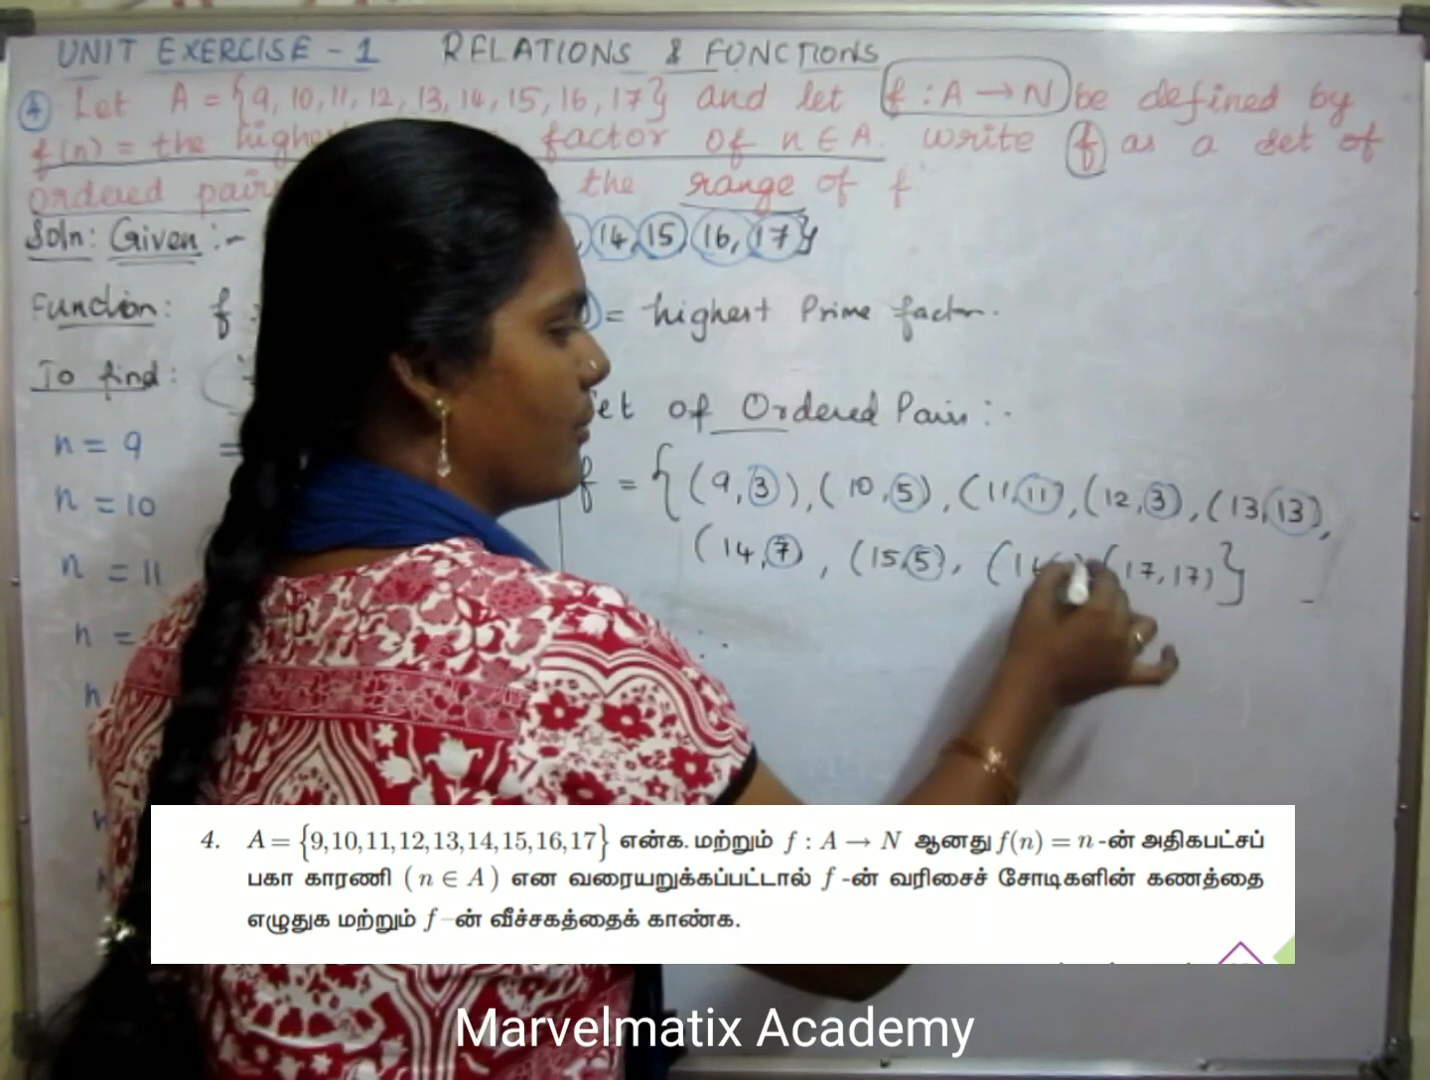 UNIT EXERCISE - 1 RELATIONS & FUNCTIONS
4 Let A = {9, 10, 11, 12, 13, 14, 15, 16, 17} and let f : A → N be defined by
f(n) = the factor of n ∈ A. write f as a set of
ordered the range of f
Soln: Given :- 14, 15, 16, 17}
Function: f = highest Prime factor.
To find:
of Ordered Pairs :-
n = 9 =
f = { (9, 3), (10, 5), (11, 11), (12, 3), (13, 13),
n = 10
(14, 7), (15, 5), (17, 17) }
n = 11
n =
n
4. A = {9,10,11,12,13,14,15,16,17} என்க. மற்றும் f : A → N ஆனது f(n) = n -ன் அதிகபட்சப்
பகா காரணி ( n ∈ A ) என வரையறுக்கப்பட்டால் f -ன் வரிசைச் சோடிகளின் கணத்தை
எழுதுக மற்றும் f –ன் வீச்சகத்தைக் காண்க.
Marvelmatix Academy